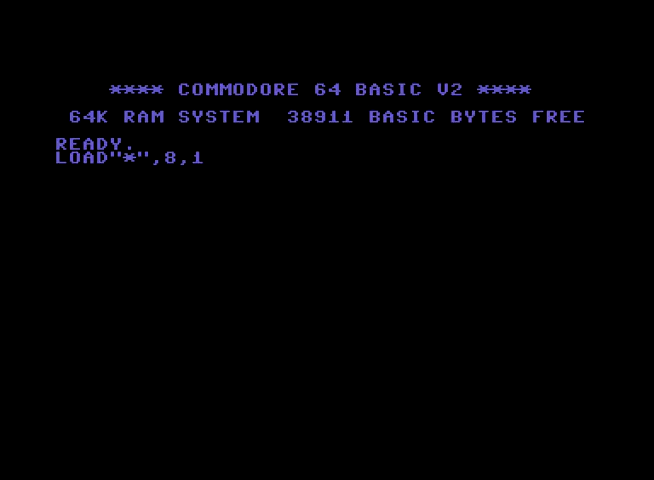 **** COMMODORE 64 BASIC V2 ****
64K RAM SYSTEM  38911 BASIC BYTES FREE
READY.
LOAD"*",8,1